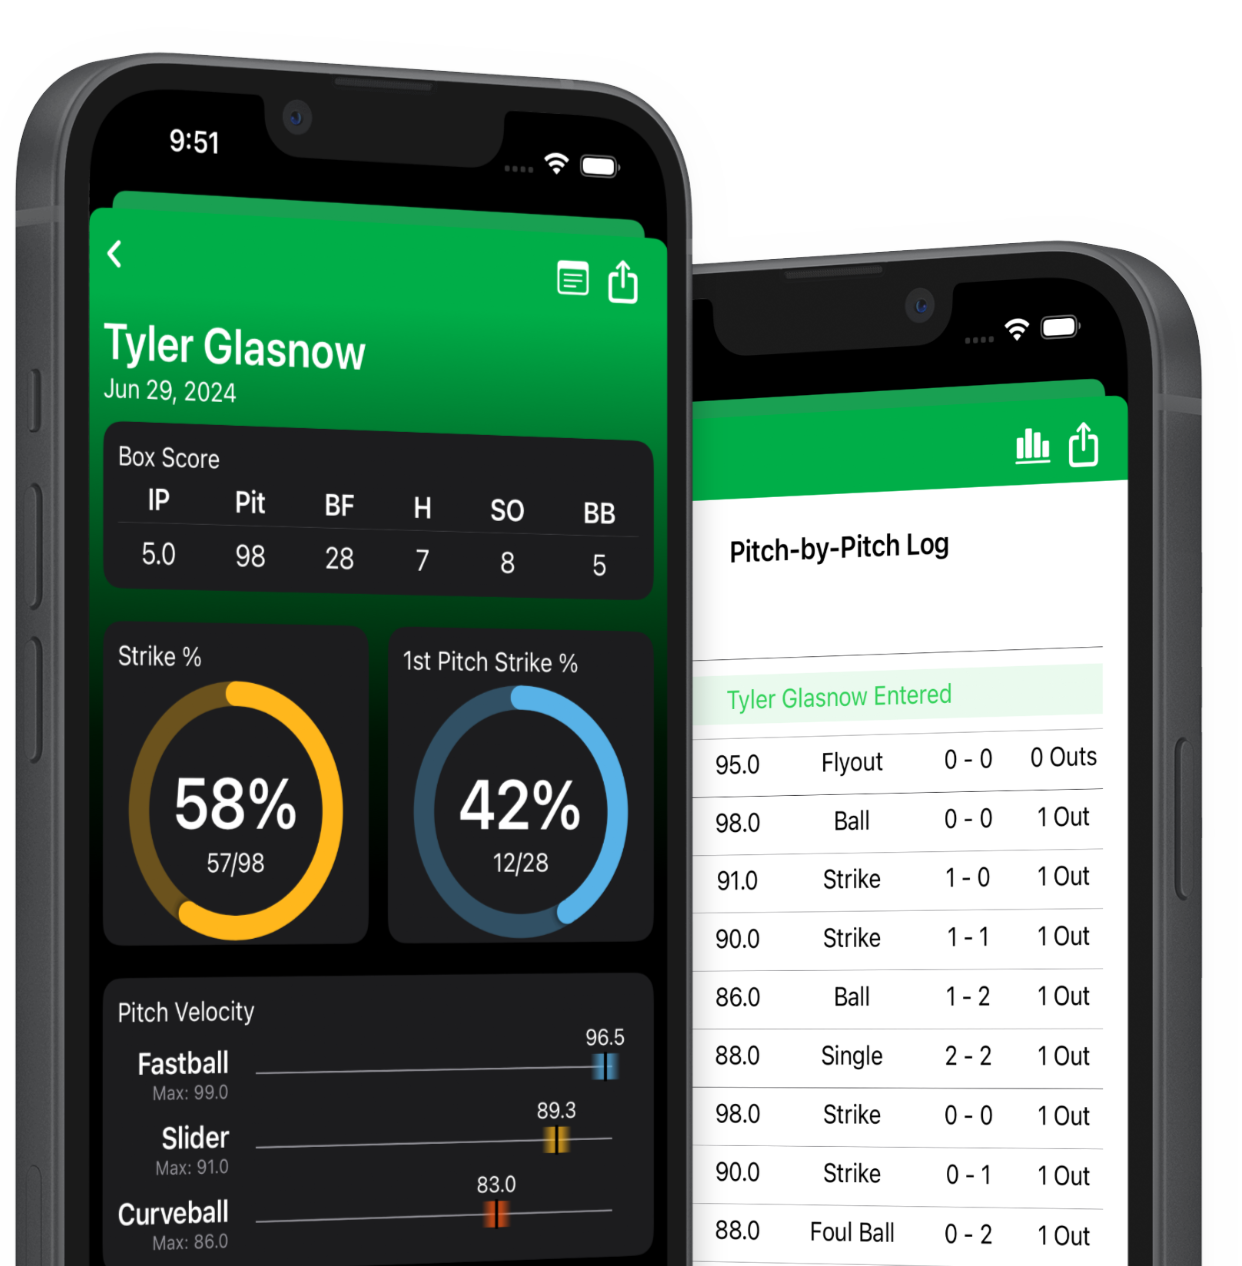 9:51
Tyler Glasnow
Jun 29, 2024
Box Score
IP Pit BF H SO BB
5.0 98 28 7 8 5
Strike %
58%
57/98
1st Pitch Strike %
42%
12/28
Pitch Velocity
96.5
Fastball
Max: 99.0
89.3
Slider
Max: 91.0
83.0
Curveball
Max: 86.0
Pitch-by-Pitch Log
Tyler Glasnow Entered
95.0 Flyout 0 - 0 0 Outs
98.0 Ball 0 - 0 1 Out
91.0 Strike 1 - 0 1 Out
90.0 Strike 1 - 1 1 Out
86.0 Ball 1 - 2 1 Out
88.0 Single 2 - 2 1 Out
98.0 Strike 0 - 0 1 Out
90.0 Strike 0 - 1 1 Out
88.0 Foul Ball 0 - 2 1 Out